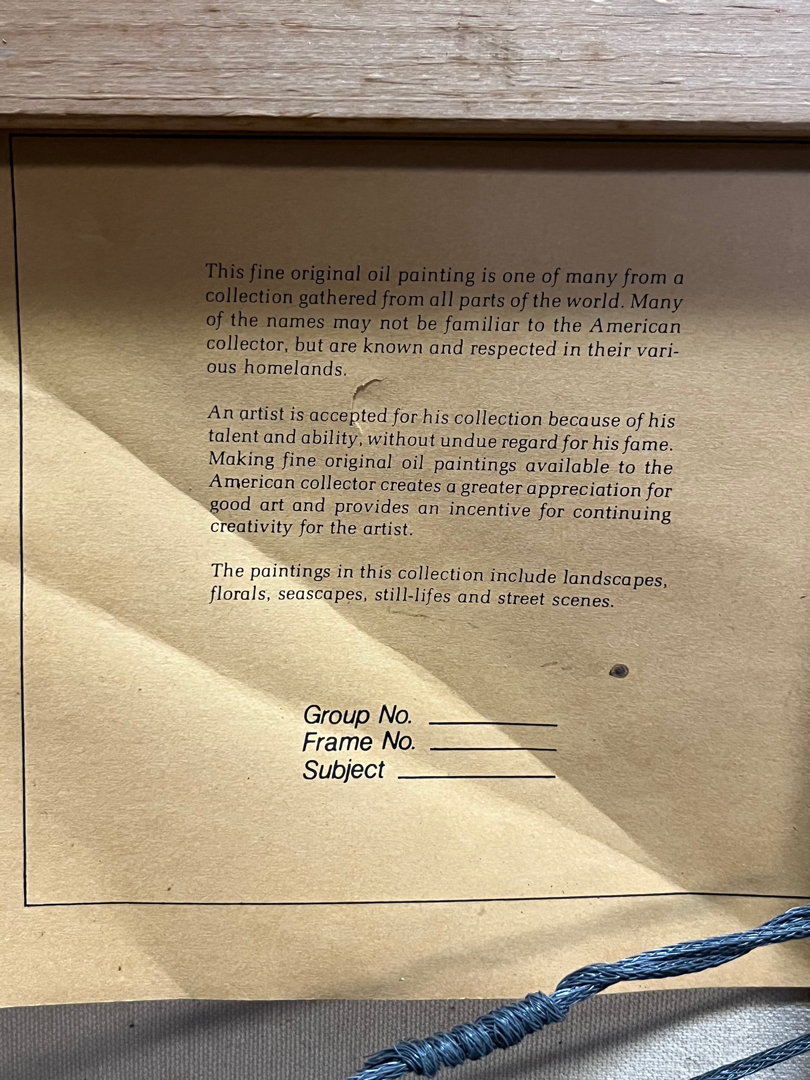 This fine original oil painting is one of many from a
collection gathered from all parts of the world. Many
of the names may not be familiar to the American
collector, but are known and respected in their vari-
ous homelands.
An artist is accepted for his collection because of his
talent and ability, without undue regard for his fame.
Making fine original oil paintings available to the
American collector creates a greater appreciation for
good art and provides an incentive for continuing
creativity for the artist.
The paintings in this collection include landscapes,
florals, seascapes, still-lifes and street scenes.
Group No.
Frame No.
Subject